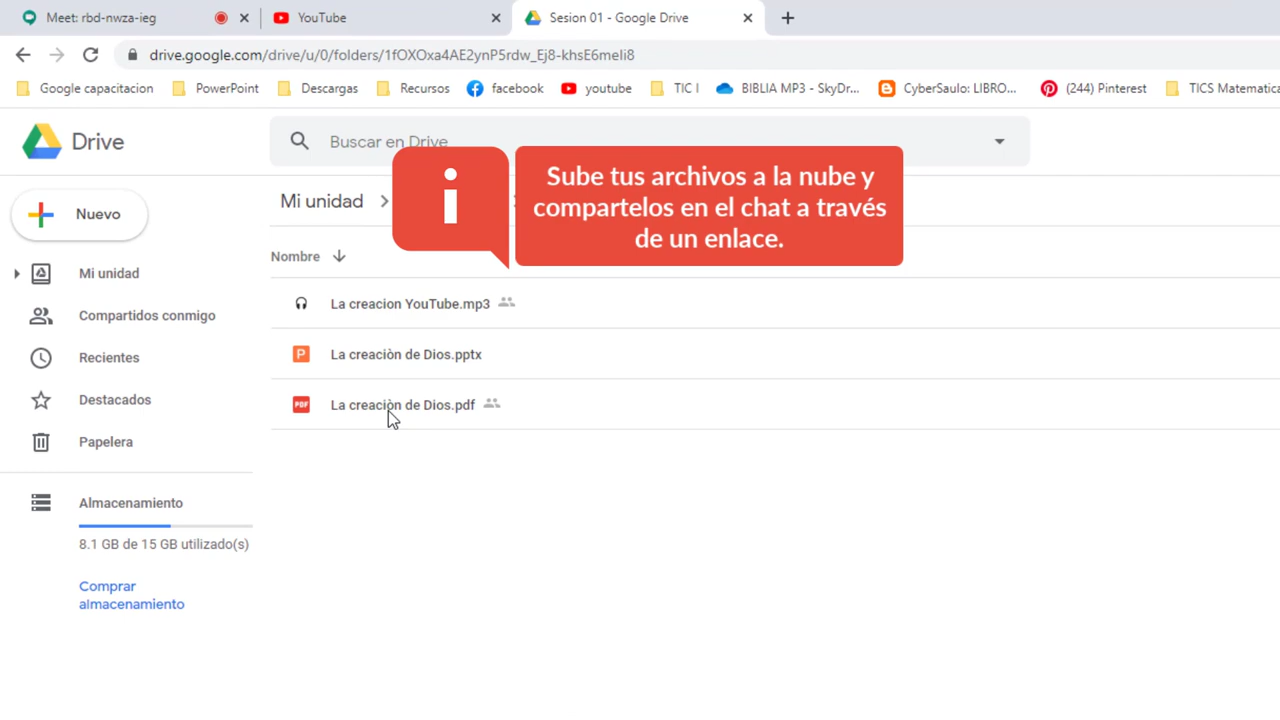 Meet: rbd-nwza-ieg
YouTube
Sesion 01 - Google Drive
drive.google.com/drive/u/0/folders/1fOXOxa4AE2ynP5rdw_Ej8-khsE6meIi8
Google capacitacion
PowerPoint
Descargas
Recursos
facebook
youtube
TIC I
BIBLIA MP3 - SkyDr...
CyberSaulo: LIBRO...
(244) Pinterest
TICS Matematica
Drive
Buscar en Drive
Nuevo
Mi unidad
i
Sube tus archivos a la nube y
compartelos en el chat a través
de un enlace.
Nombre
Mi unidad
Compartidos conmigo
Recientes
Destacados
Papelera
Almacenamiento
8.1 GB de 15 GB utilizado(s)
Comprar
almacenamiento
La creacion YouTube.mp3
P
La creaciòn de Dios.pptx
PDF
La creaciòn de Dios.pdf